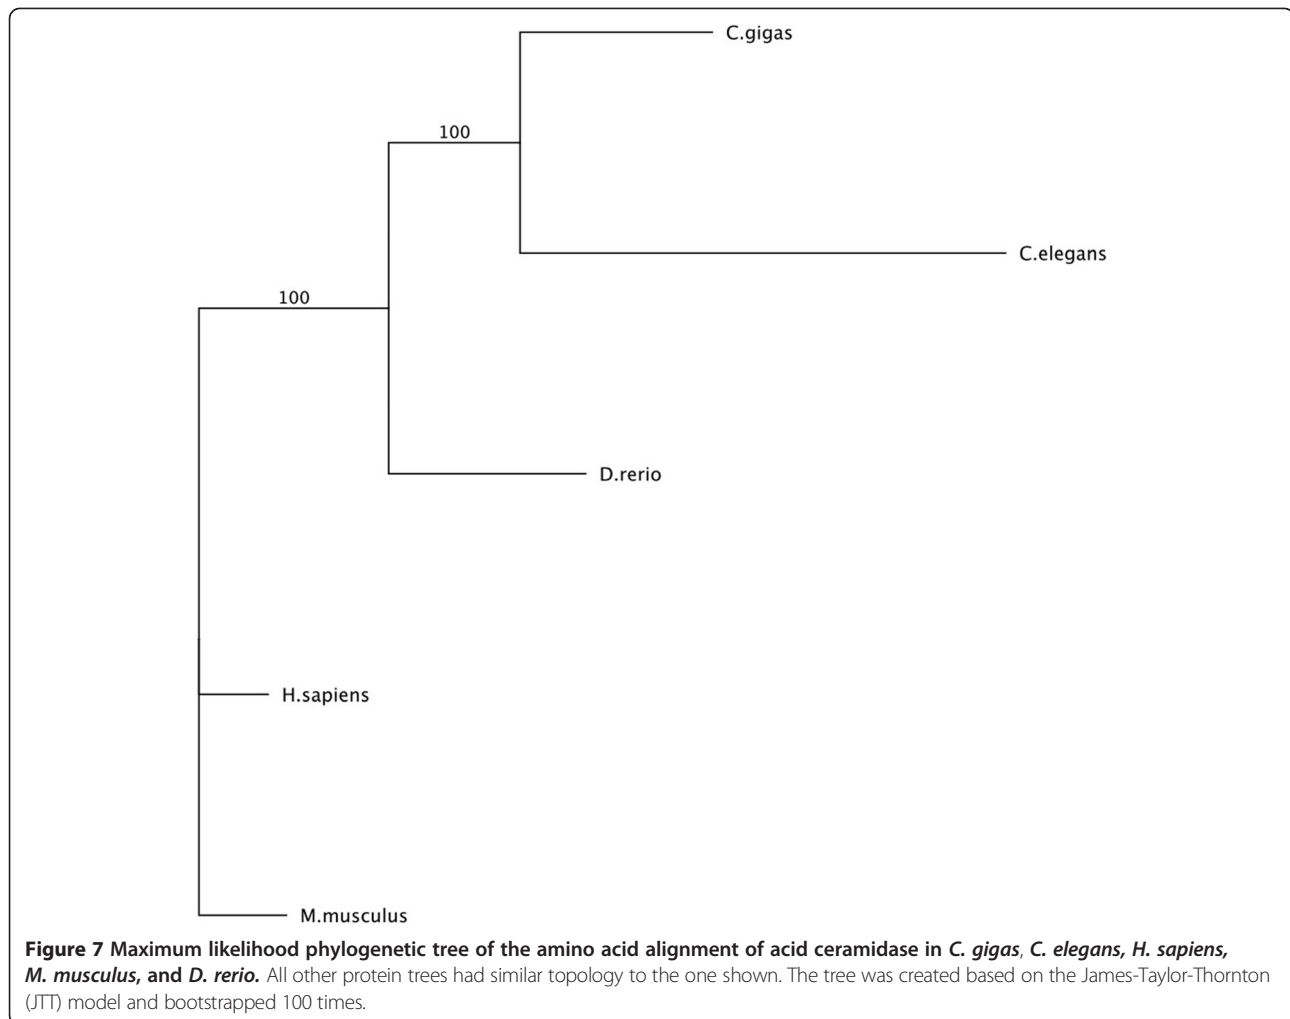 C.gigas
100
C.elegans
100
D.rerio
H.sapiens
M.musculus
Figure 7 Maximum likelihood phylogenetic tree of the amino acid alignment of acid ceramidase in C. gigas, C. elegans, H. sapiens,
M. musculus, and D. rerio. All other protein trees had similar topology to the one shown. The tree was created based on the James-Taylor-Thornton
(JTT) model and bootstrapped 100 times.